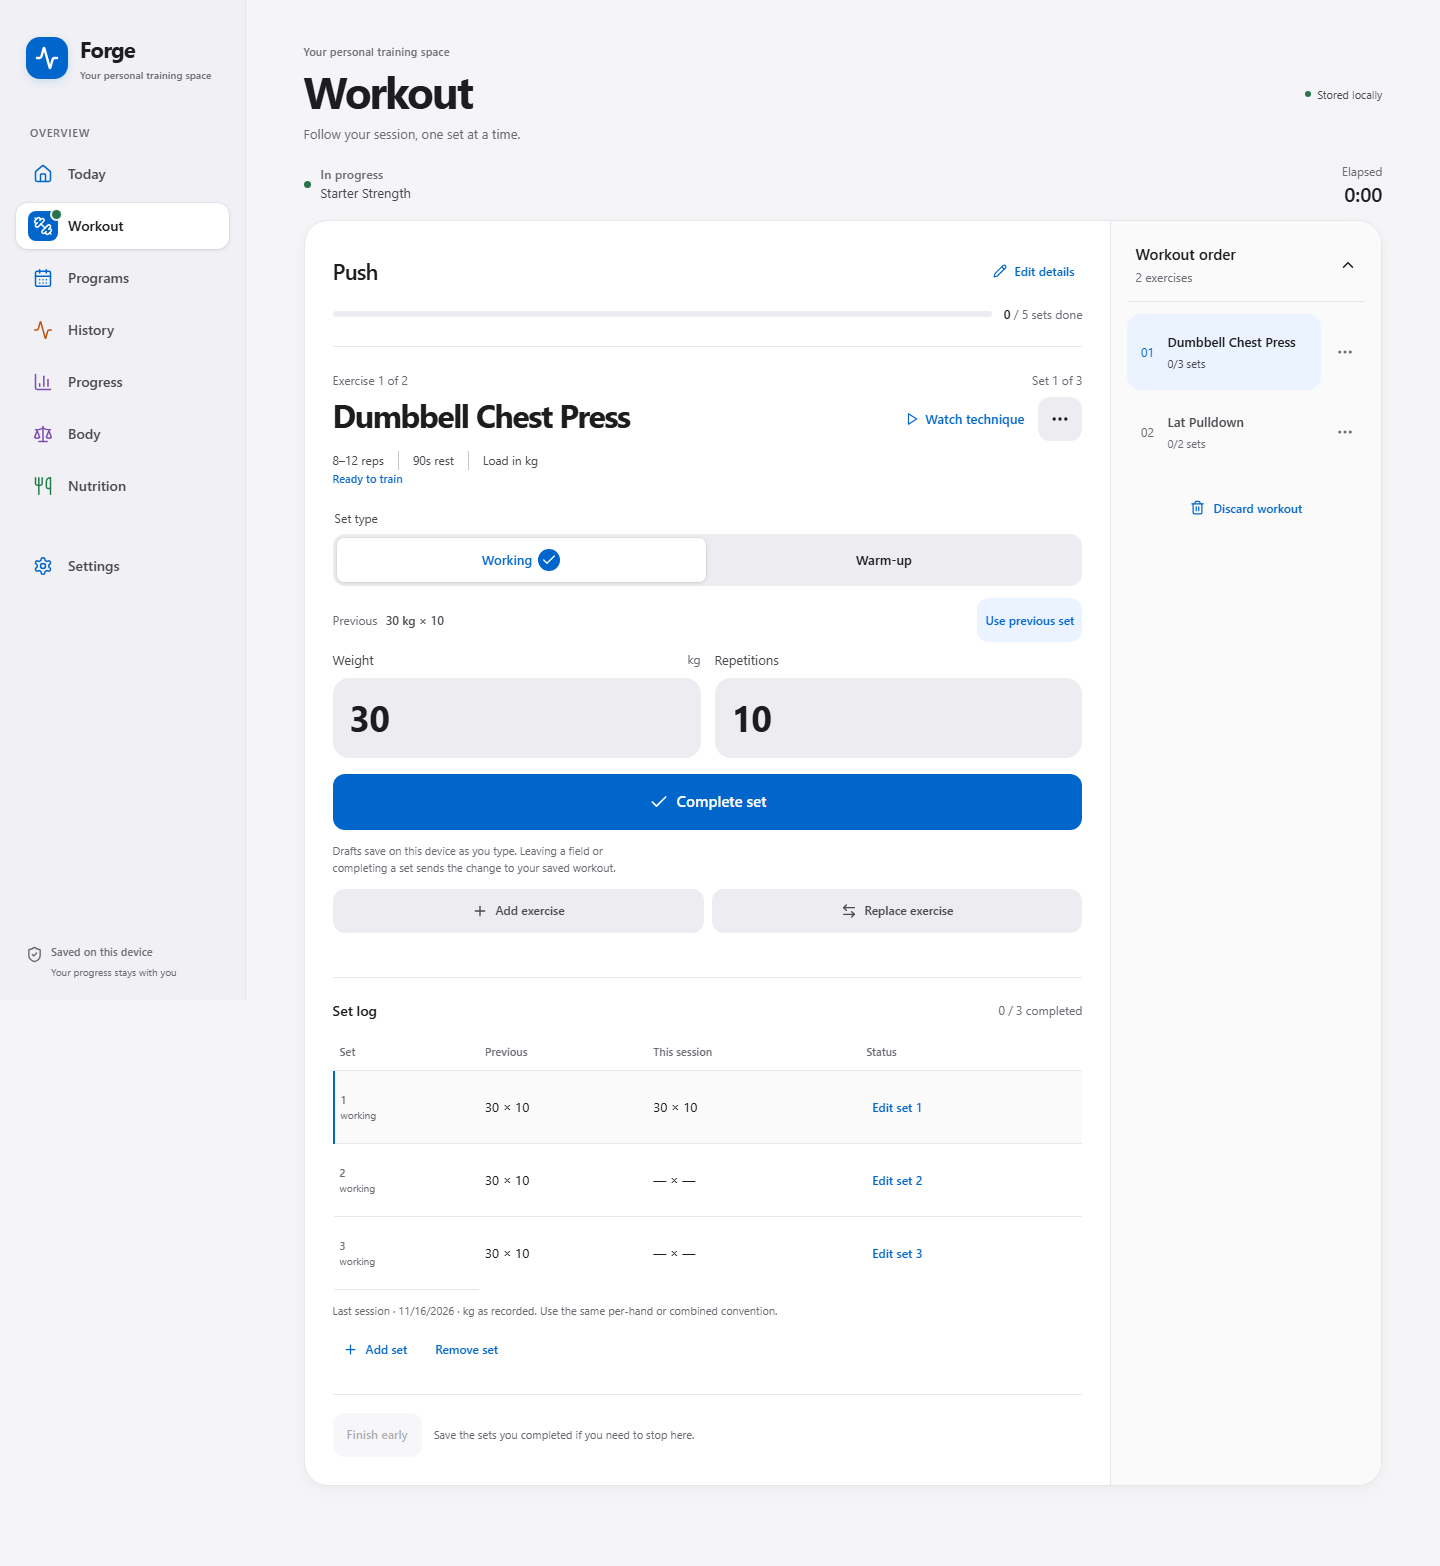 Forge
Your personal training space
OVERVIEW
Today
Workout
Programs
History
Progress
Body
Nutrition
Settings
Saved on this device
Your progress stays with you
Your personal training space
Workout
Follow your session, one set at a time.
Stored locally
In progress
Starter Strength
Elapsed
0:00
Push
Edit details
0 / 5 sets done
Exercise 1 of 2
Set 1 of 3
Dumbbell Chest Press
Watch technique
8–12 reps
90s rest
Load in kg
Ready to train
Set type
Working
Warm-up
Previous 30 kg × 10
Use previous set
Weight
kg
Repetitions
30
10
Complete set
Drafts save on this device as you type. Leaving a field or
completing a set sends the change to your saved workout.
Add exercise
Replace exercise
Set log
0 / 3 completed
Set
Previous
This session
Status
1
working
30 × 10
30 × 10
Edit set 1
2
working
30 × 10
— × —
Edit set 2
3
working
30 × 10
— × —
Edit set 3
Last session · 11/16/2026 · kg as recorded. Use the same per-hand or combined convention.
Add set
Remove set
Finish early
Save the sets you completed if you need to stop here.
Workout order
2 exercises
01
Dumbbell Chest Press
0/3 sets
02
Lat Pulldown
0/2 sets
Discard workout